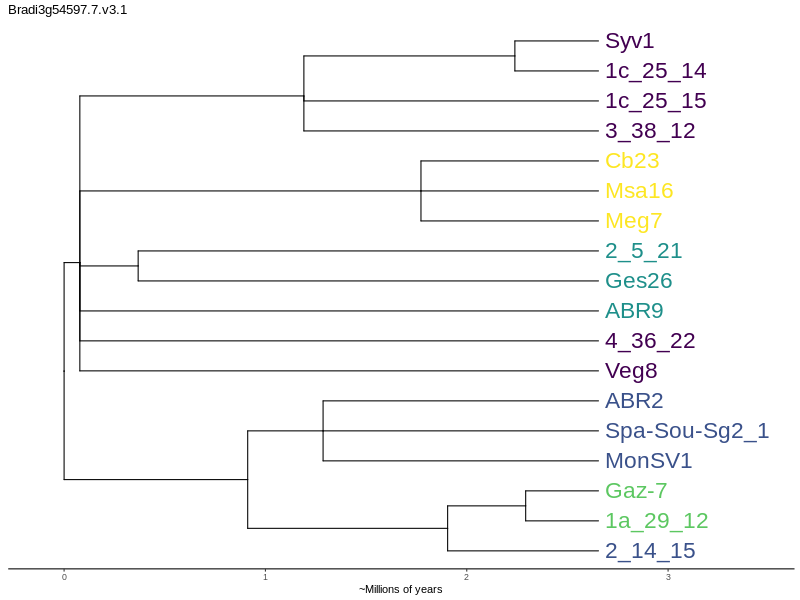 Bradi3g54597.7.v3.1
Syv1
1c_25_14
1c_25_15
3_38_12
Cb23
Msa16
Meg7
2_5_21
Ges26
ABR9
4_36_22
Veg8
ABR2
Spa-Sou-Sg2_1
MonSV1
Gaz-7
1a_29_12
2_14_15
0 1 2 3
~Millions of years